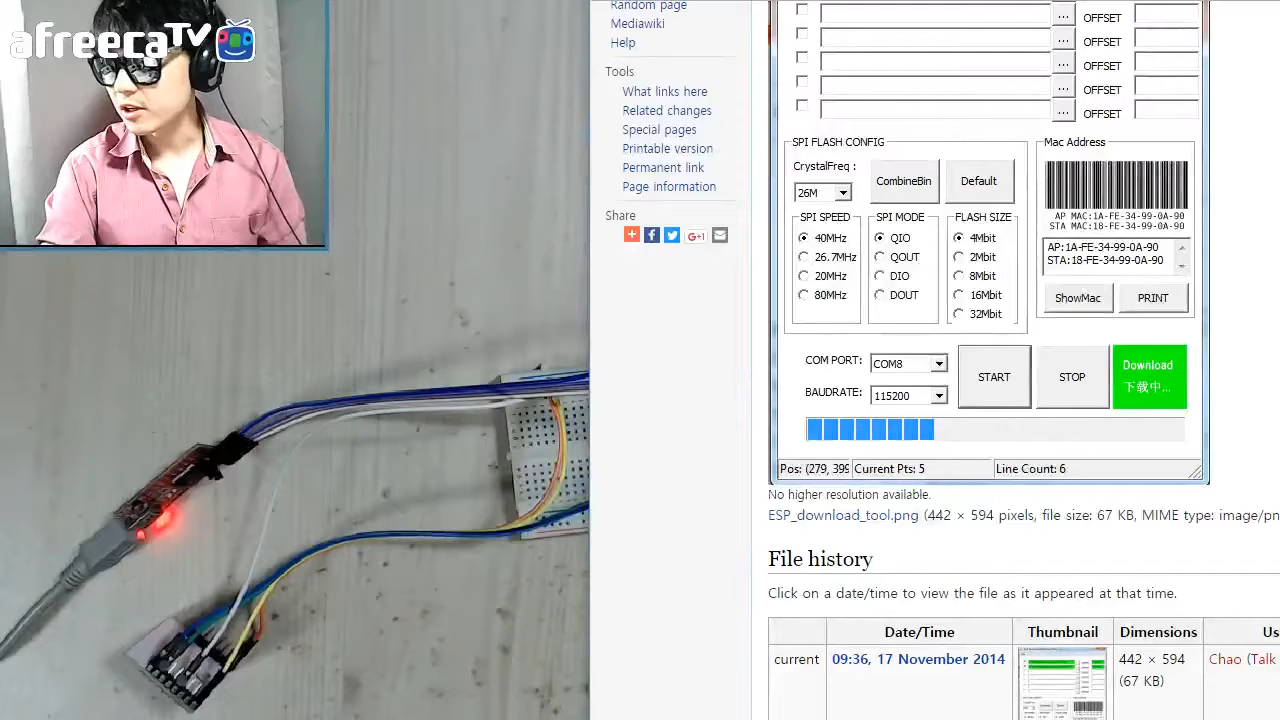 afreecaTV
Random page
Mediawiki
Help
Tools
What links here
Related changes
Special pages
Printable version
Permanent link
Page information
Share
... OFFSET
... OFFSET
... OFFSET
... OFFSET
... OFFSET
SPI FLASH CONFIG
CrystalFreq :
26M
CombineBin
Default
SPI SPEED
40MHz
26.7MHz
20MHz
80MHz
SPI MODE
QIO
QOUT
DIO
DOUT
FLASH SIZE
4Mbit
2Mbit
8Mbit
16Mbit
32Mbit
Mac Address
AP MAC:1A-FE-34-99-0A-90
STA MAC:18-FE-34-99-0A-90
AP:1A-FE-34-99-0A-90
STA:18-FE-34-99-0A-90
ShowMac
PRINT
COM PORT:
COM8
BAUDRATE:
115200
START
STOP
Download
下载中...
Pos: (279, 399
Current Pts: 5
Line Count: 6
No higher resolution available.
ESP_download_tool.png (442 × 594 pixels, file size: 67 KB, MIME type: image/pn
File history
Click on a date/time to view the file as it appeared at that time.
Date/Time
Thumbnail
Dimensions
Us
current
09:36, 17 November 2014
442 × 594
(67 KB)
Chao (Talk